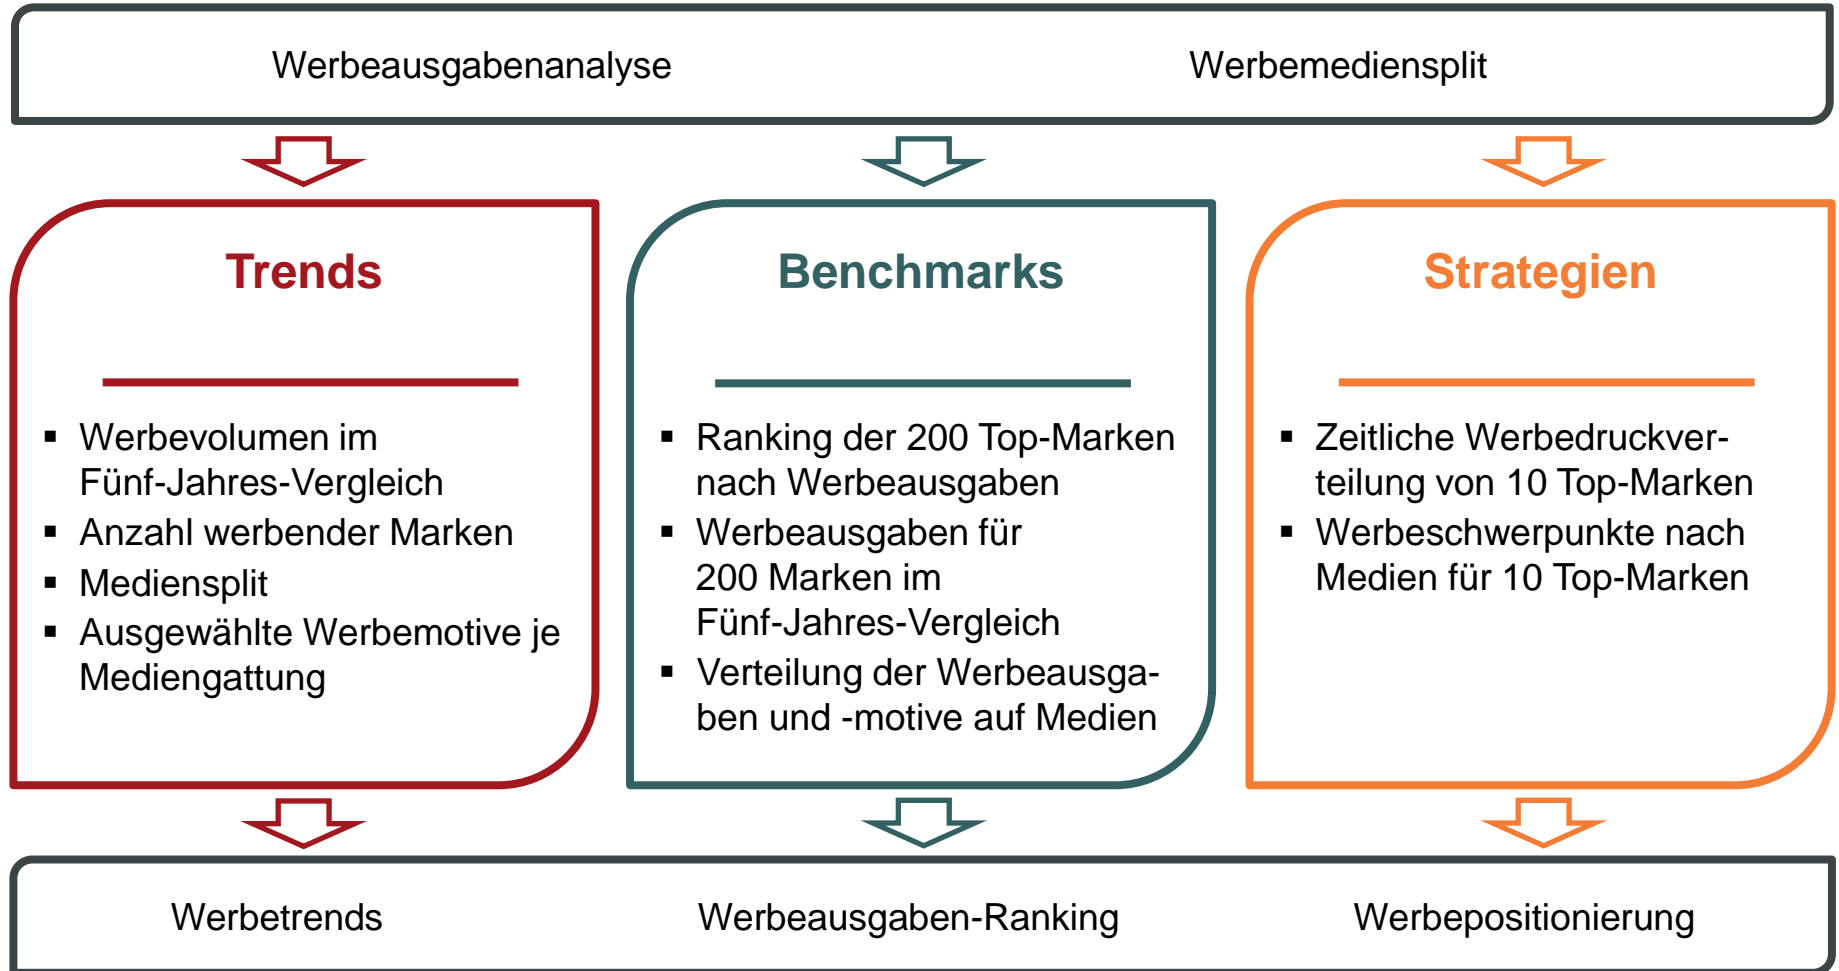 Werbeausgabenanalyse
Werbemediensplit
Trends
▪ Werbevolumen im
Fünf-Jahres-Vergleich
▪ Anzahl werbender Marken
▪ Mediensplit
▪ Ausgewählte Werbemotive je
Mediengattung
Benchmarks
▪ Ranking der 200 Top-Marken
nach Werbeausgaben
▪ Werbeausgaben für
200 Marken im
Fünf-Jahres-Vergleich
▪ Verteilung der Werbeausga-
ben und -motive auf Medien
Strategien
▪ Zeitliche Werbedruckver-
teilung von 10 Top-Marken
▪ Werbeschwerpunkte nach
Medien für 10 Top-Marken
Werbetrends
Werbeausgaben-Ranking
Werbepositionierung